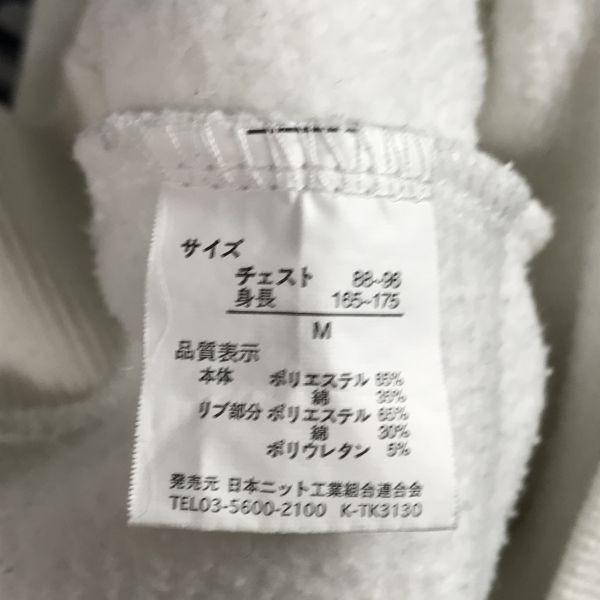 サイズ
チェスト 88~96
身長 165~175
M
品質表示
本体 ポリエステル 65%
綿 35%
リブ部分 ポリエステル 65%
綿 30%
ポリウレタン 5%
発売元 日本ニット工業組合連合会
TEL03-5600-2100 K-TK3130